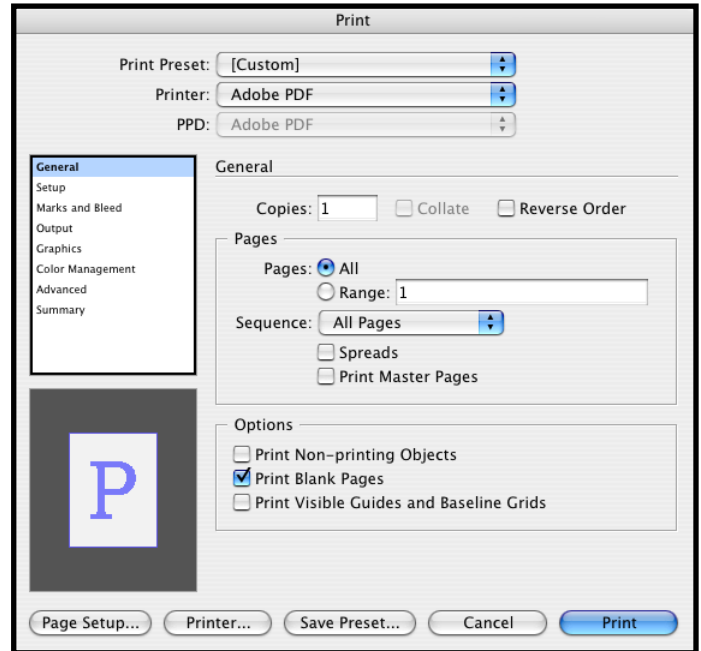 Print
Print Preset: [Custom]
Printer: Adobe PDF
PPD: Adobe PDF
General
Setup
Marks and Bleed
Output
Graphics
Color Management
Advanced
Summary
General
Copies: 1 Collate Reverse Order
Pages
Pages: All
Range: 1
Sequence: All Pages
Spreads
Print Master Pages
Options
Print Non-printing Objects
Print Blank Pages
Print Visible Guides and Baseline Grids
P
Page Setup... Printer... Save Preset... Cancel Print